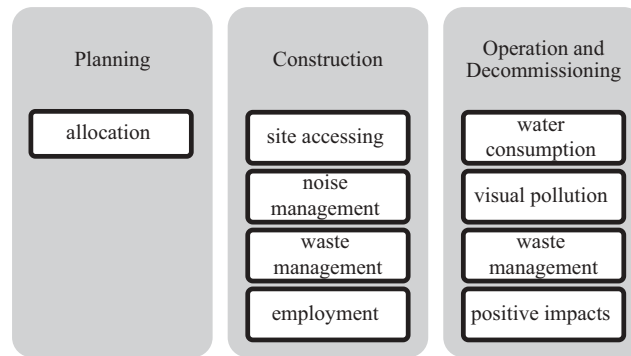 Planning
allocation
Construction
site accessing
noise
management
waste
management
employment
Operation and
Decommissioning
water
consumption
visual pollution
waste
management
positive impacts